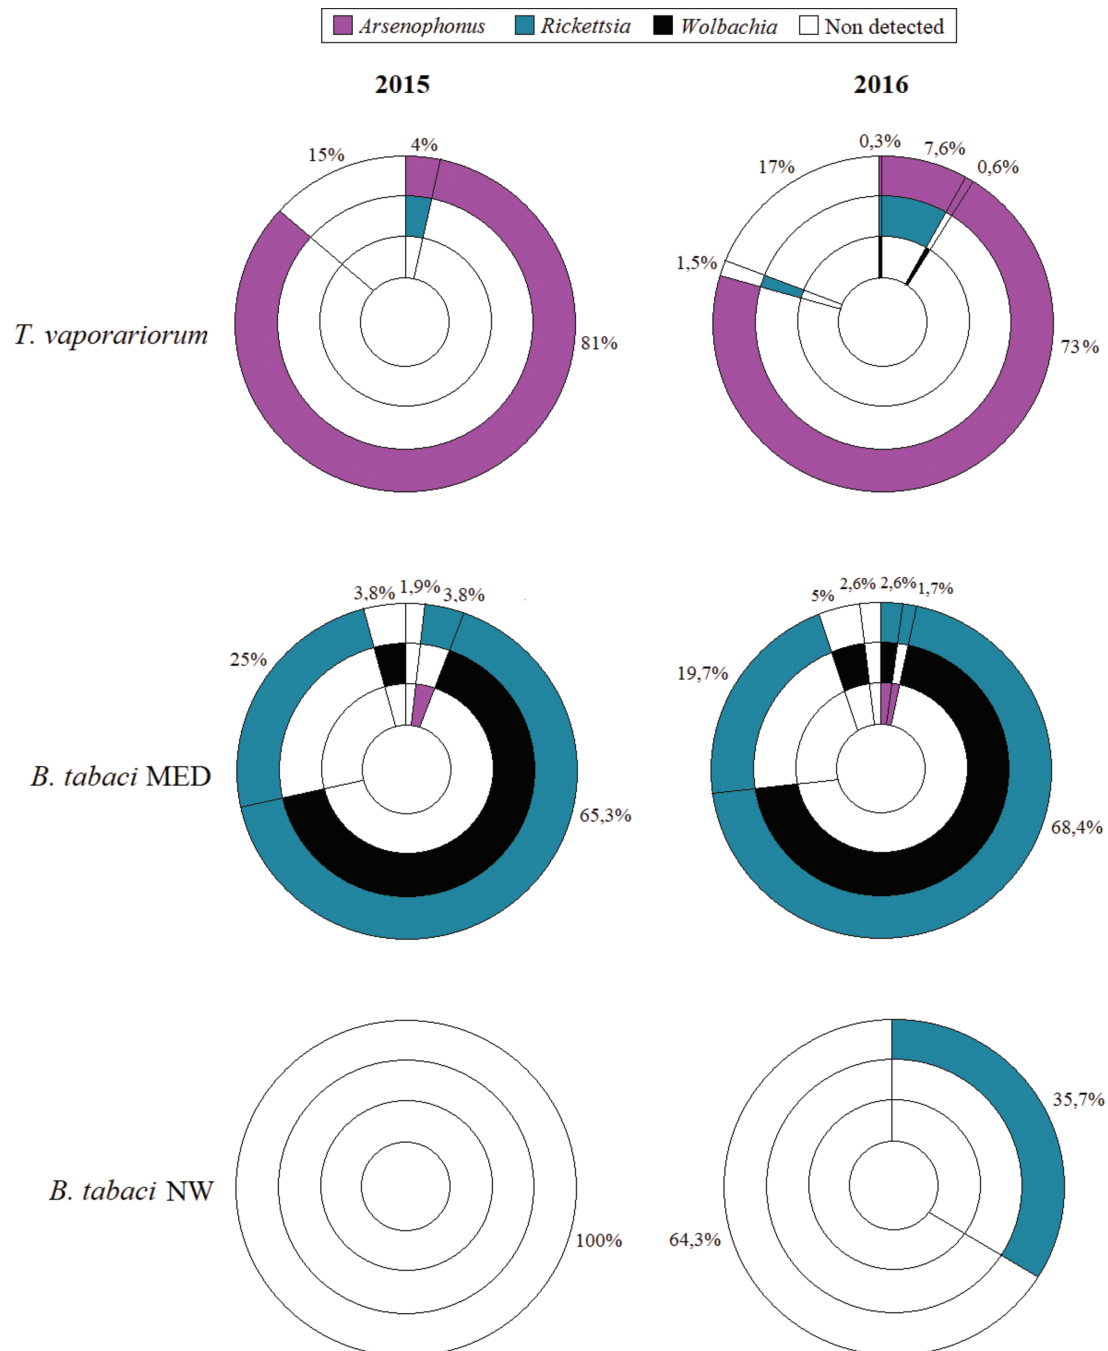 Arsenophonus Rickettsia Wolbachia Non detected
2015 2016
4% 15% 81%
0,3% 7,6% 0,6% 17% 1,5% 73%
T. vaporariorum
3,8% 1,9% 3,8% 25% 65,3%
5% 2,6% 2,6% 1,7% 19,7% 68,4%
B. tabaci MED
100%
35,7% 64,3%
B. tabaci NW